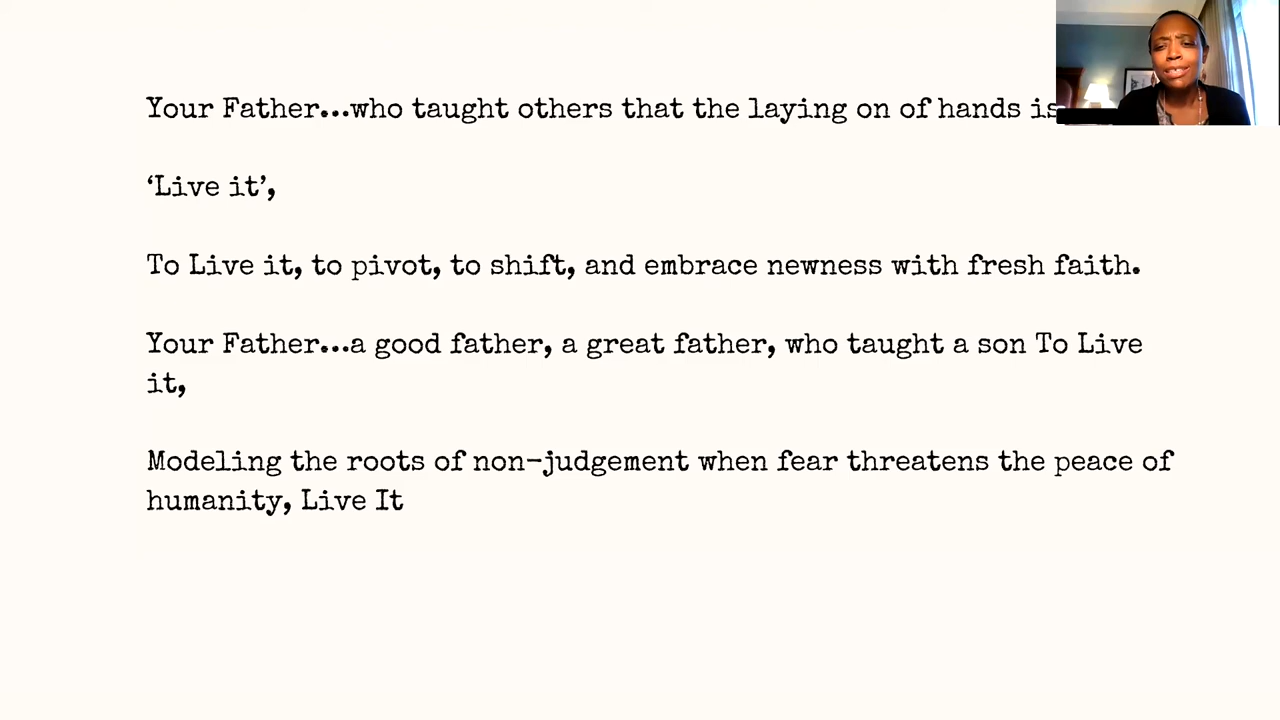 Your Father...who taught others that the laying on of hands is
‘Live it’,
To Live it, to pivot, to shift, and embrace newness with fresh faith.
Your Father...a good father, a great father, who taught a son To Live
it,
Modeling the roots of non-judgement when fear threatens the peace of
humanity, Live It